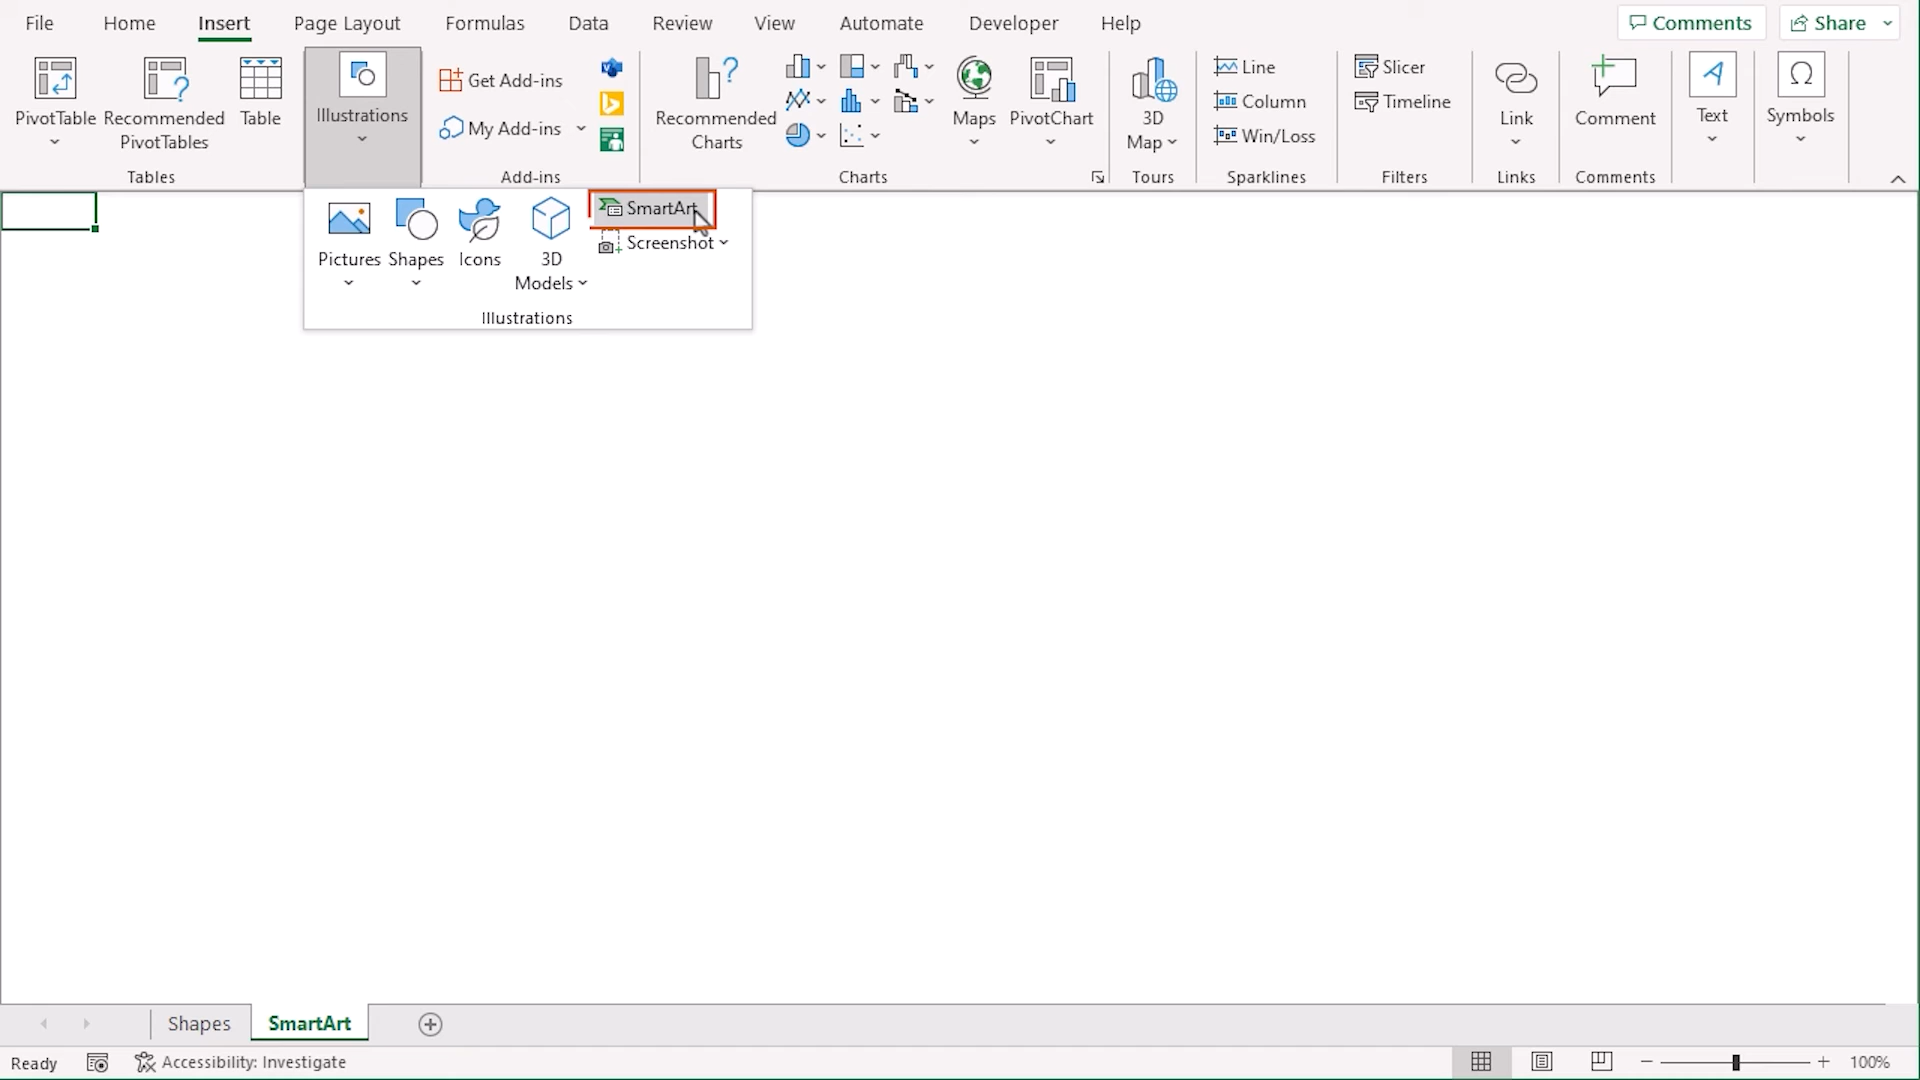 File Home Insert Page Layout Formulas Data Review View Automate Developer Help Comments Share
PivotTable
Recommended
PivotTables
Table
Tables
Illustrations
Get Add-ins
My Add-ins
Add-ins
Recommended
Charts
Maps
PivotChart
Charts
3D
Map
Tours
Line
Column
Win/Loss
Sparklines
Slicer
Timeline
Filters
Link
Links
Comment
Comments
Text
Symbols
Pictures
Shapes
Icons
3D
Models
SmartArt
Screenshot
Illustrations
Shapes SmartArt
Ready Accessibility: Investigate 100%